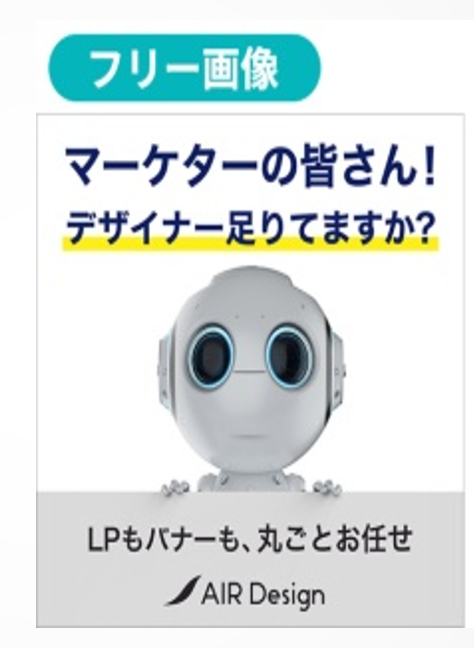 フリー画像
マーケターの皆さん!
デザイナー足りてますか?
LPもバナーも、丸ごとお任せ
AIR Design